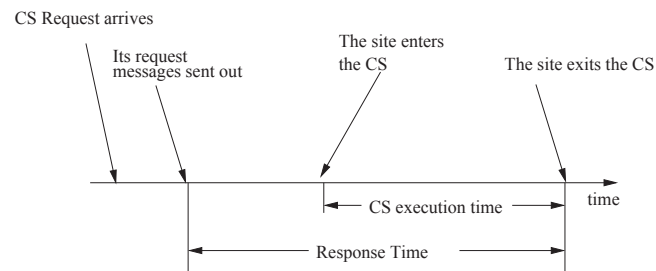 CS Request arrives
Its request
messages sent out
The site enters
the CS
The site exits the CS
time
CS execution time
Response Time